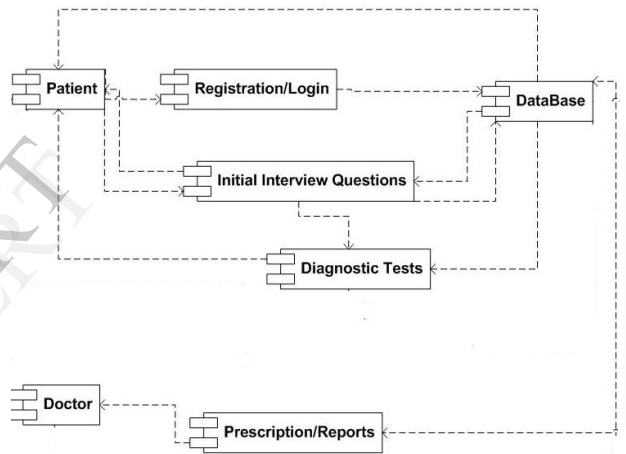 Patient
Registration/Login
DataBase
Initial Interview Questions
Diagnostic Tests
Doctor
Prescription/Reports